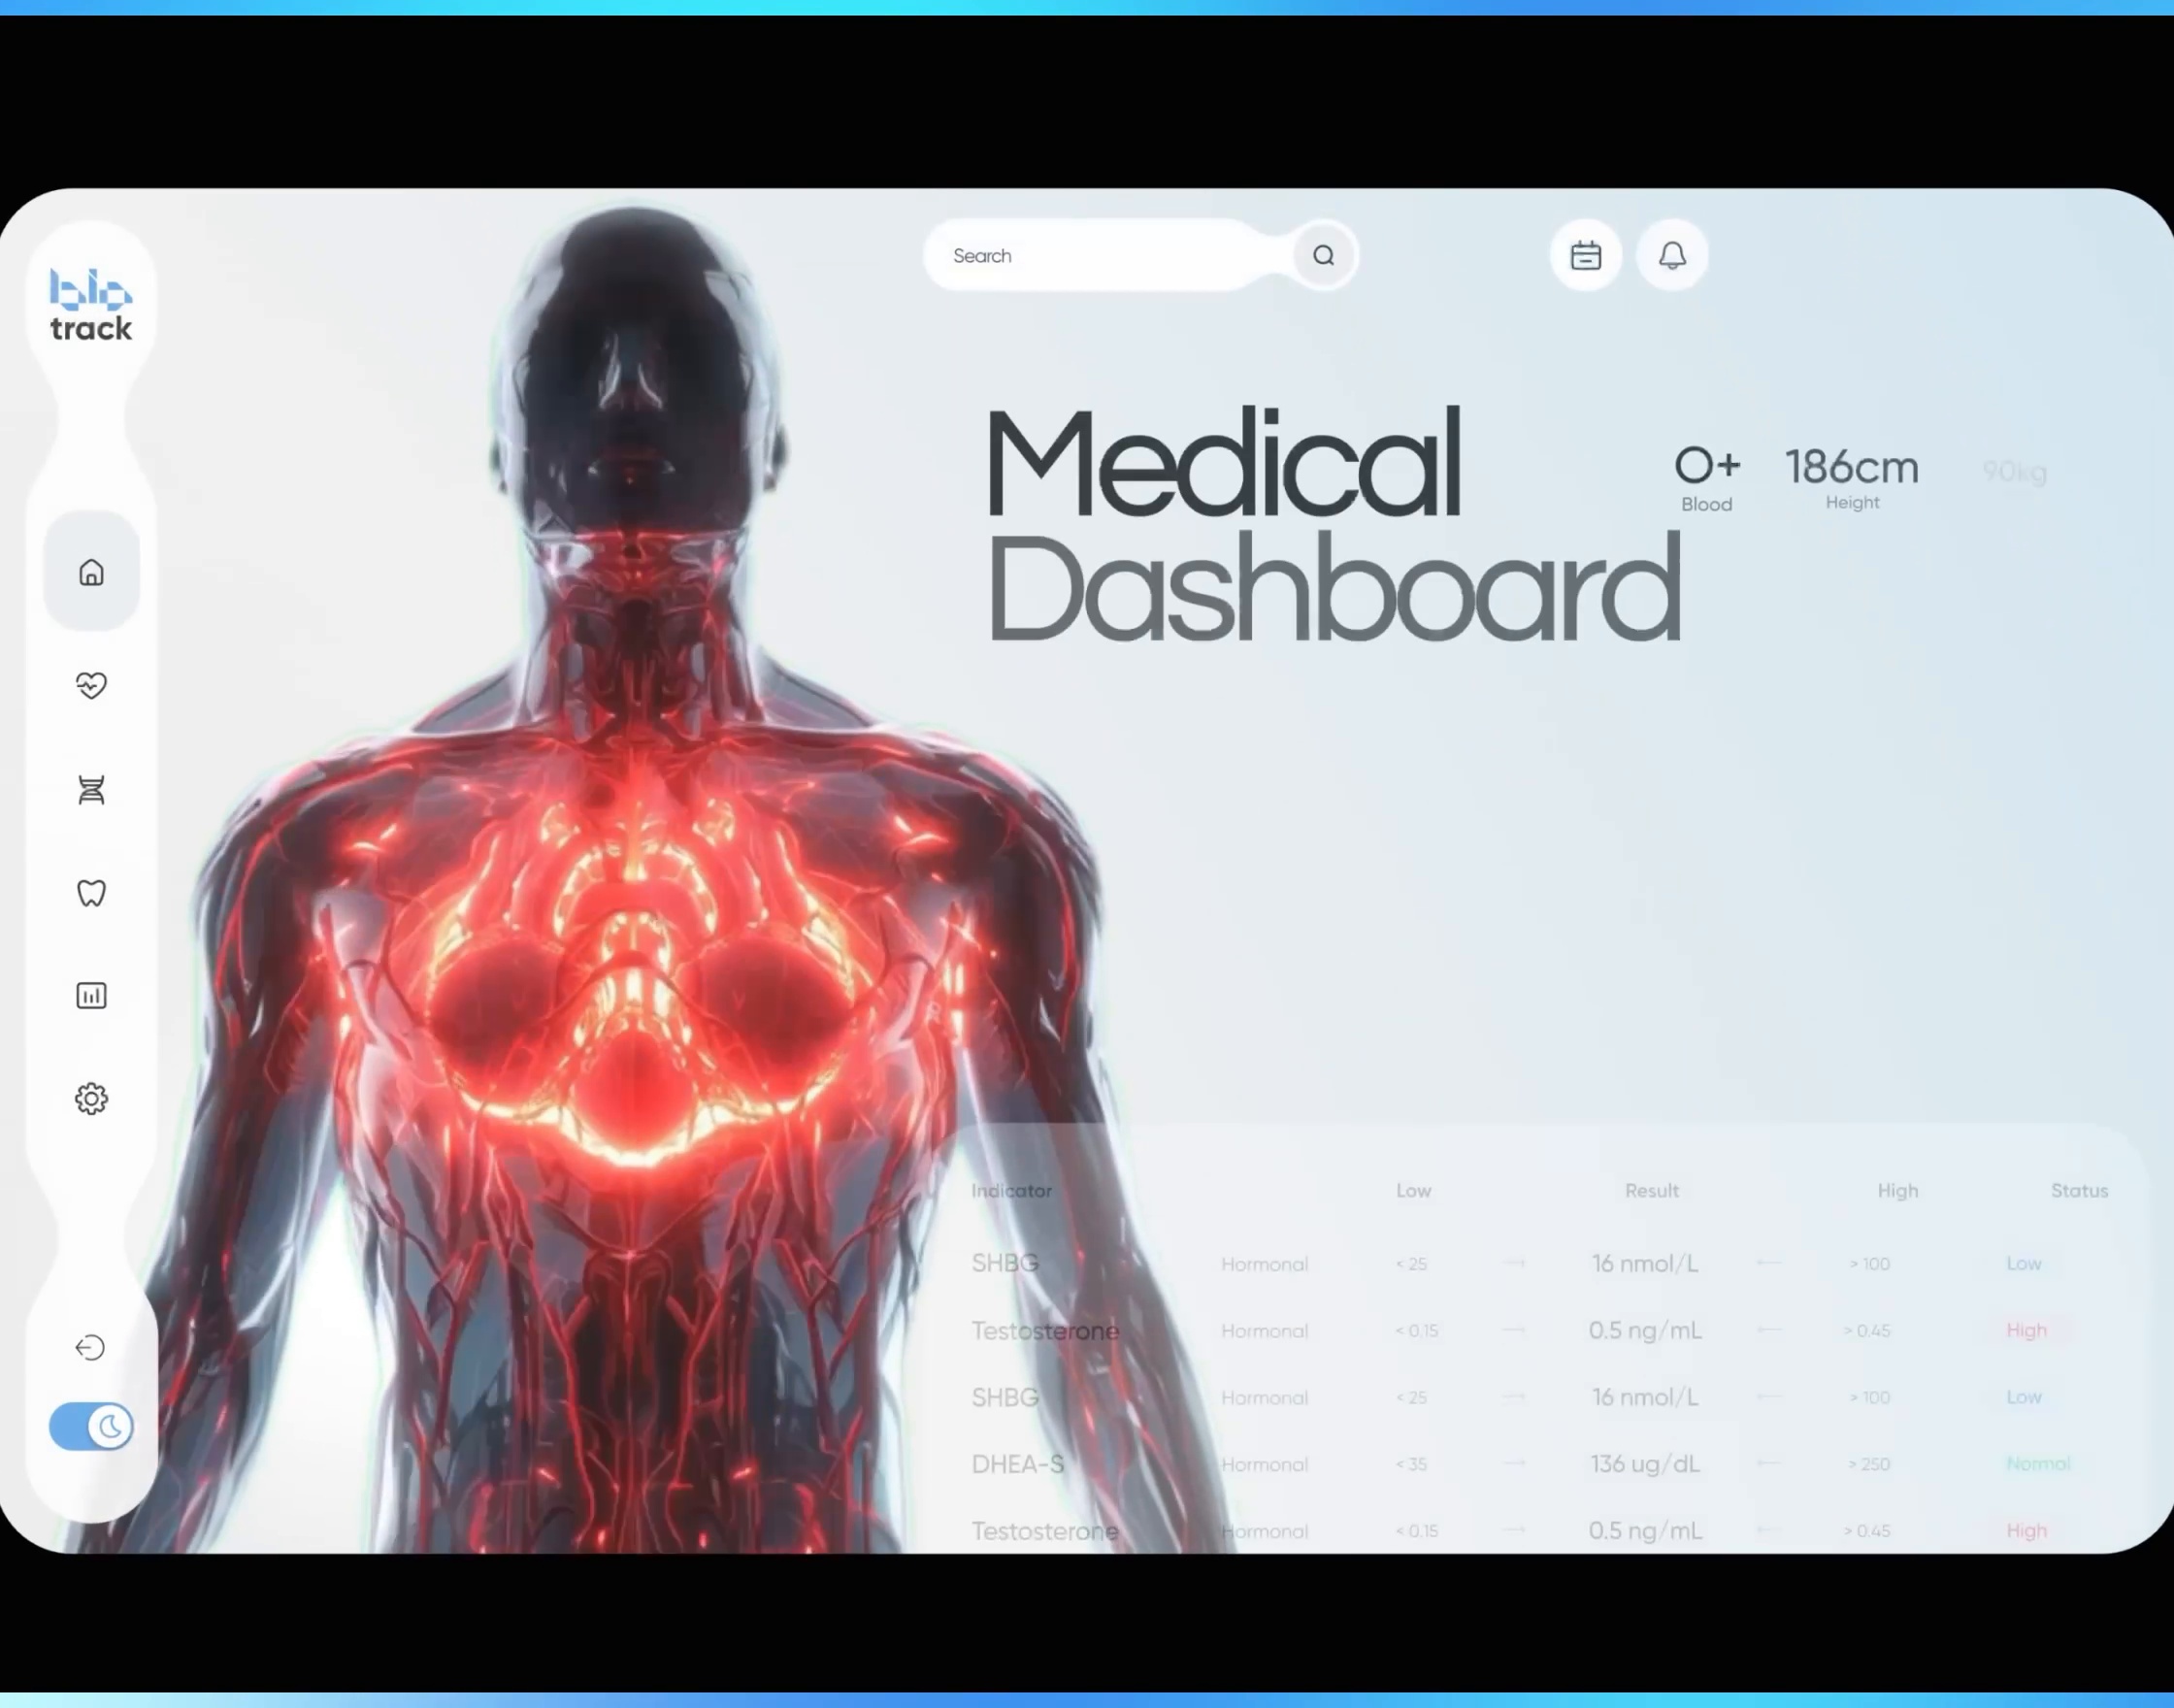 bio
track
Search
Medical
Dashboard
O+ 186cm 90kg
Blood Height
Indicator Low Result High Status
SHBG Hormonal < 25 → 16 nmol/L ← > 100 Low
Testosterone Hormonal < 0.15 → 0.5 ng/mL ← > 0.45 High
SHBG Hormonal < 25 → 16 nmol/L ← > 100 Low
DHEA-S Hormonal < 35 → 136 ug/dL ← > 250 Normal
Testosterone Hormonal < 0.15 → 0.5 ng/mL ← > 0.45 High